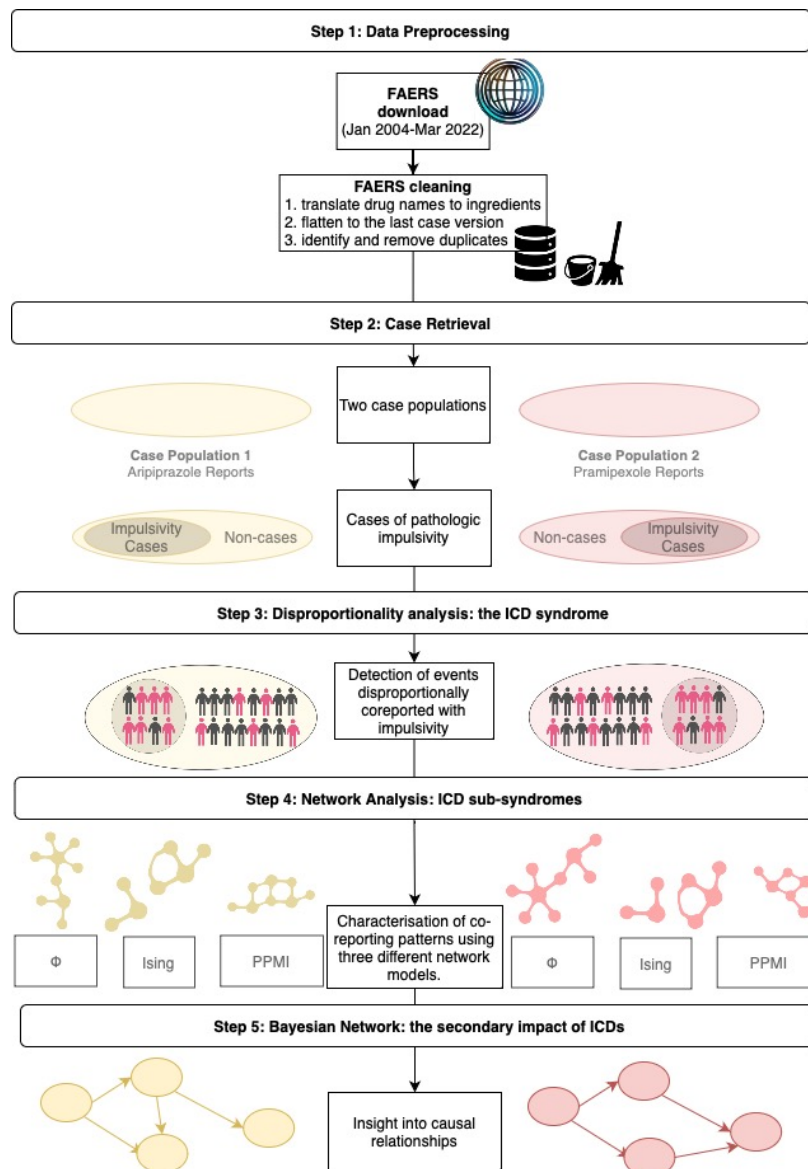 Step 1: Data Preprocessing
FAERS
download
(Jan 2004-Mar 2022)
FAERS cleaning
1. translate drug names to ingredients
2. flatten to the last case version
3. identify and remove duplicates
Step 2: Case Retrieval
Two case populations
Case Population 1
Aripiprazole Reports
Case Population 2
Pramipexole Reports
Impulsivity
Cases
Non-cases
Cases of pathologic
impulsivity
Non-cases
Impulsivity
Cases
Step 3: Disproportionality analysis: the ICD syndrome
Detection of events
disproportionally
coreported with
impulsivity
Step 4: Network Analysis: ICD sub-syndromes
Φ
Ising
PPMI
Characterisation of co-
reporting patterns using
three different network
models.
Φ
Ising
PPMI
Step 5: Bayesian Network: the secondary impact of ICDs
Insight into causal
relationships